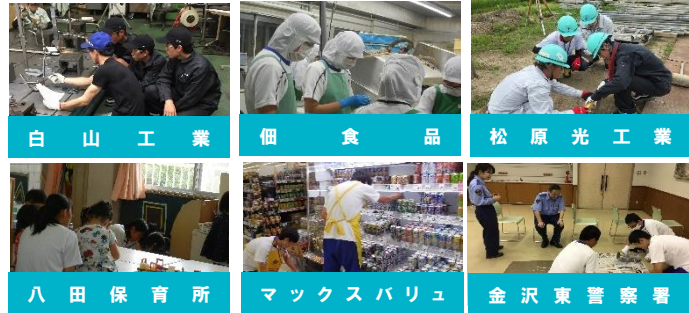 白山工業
佃食品
松原光工業
八田保育所
マックスバリュ
金沢東警察署